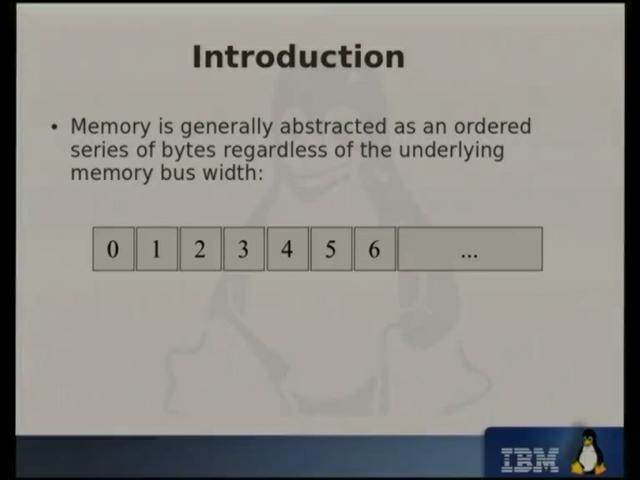 Introduction
• Memory is generally abstracted as an ordered
series of bytes regardless of the underlying
memory bus width:
0 1 2 3 4 5 6 ...
IBM